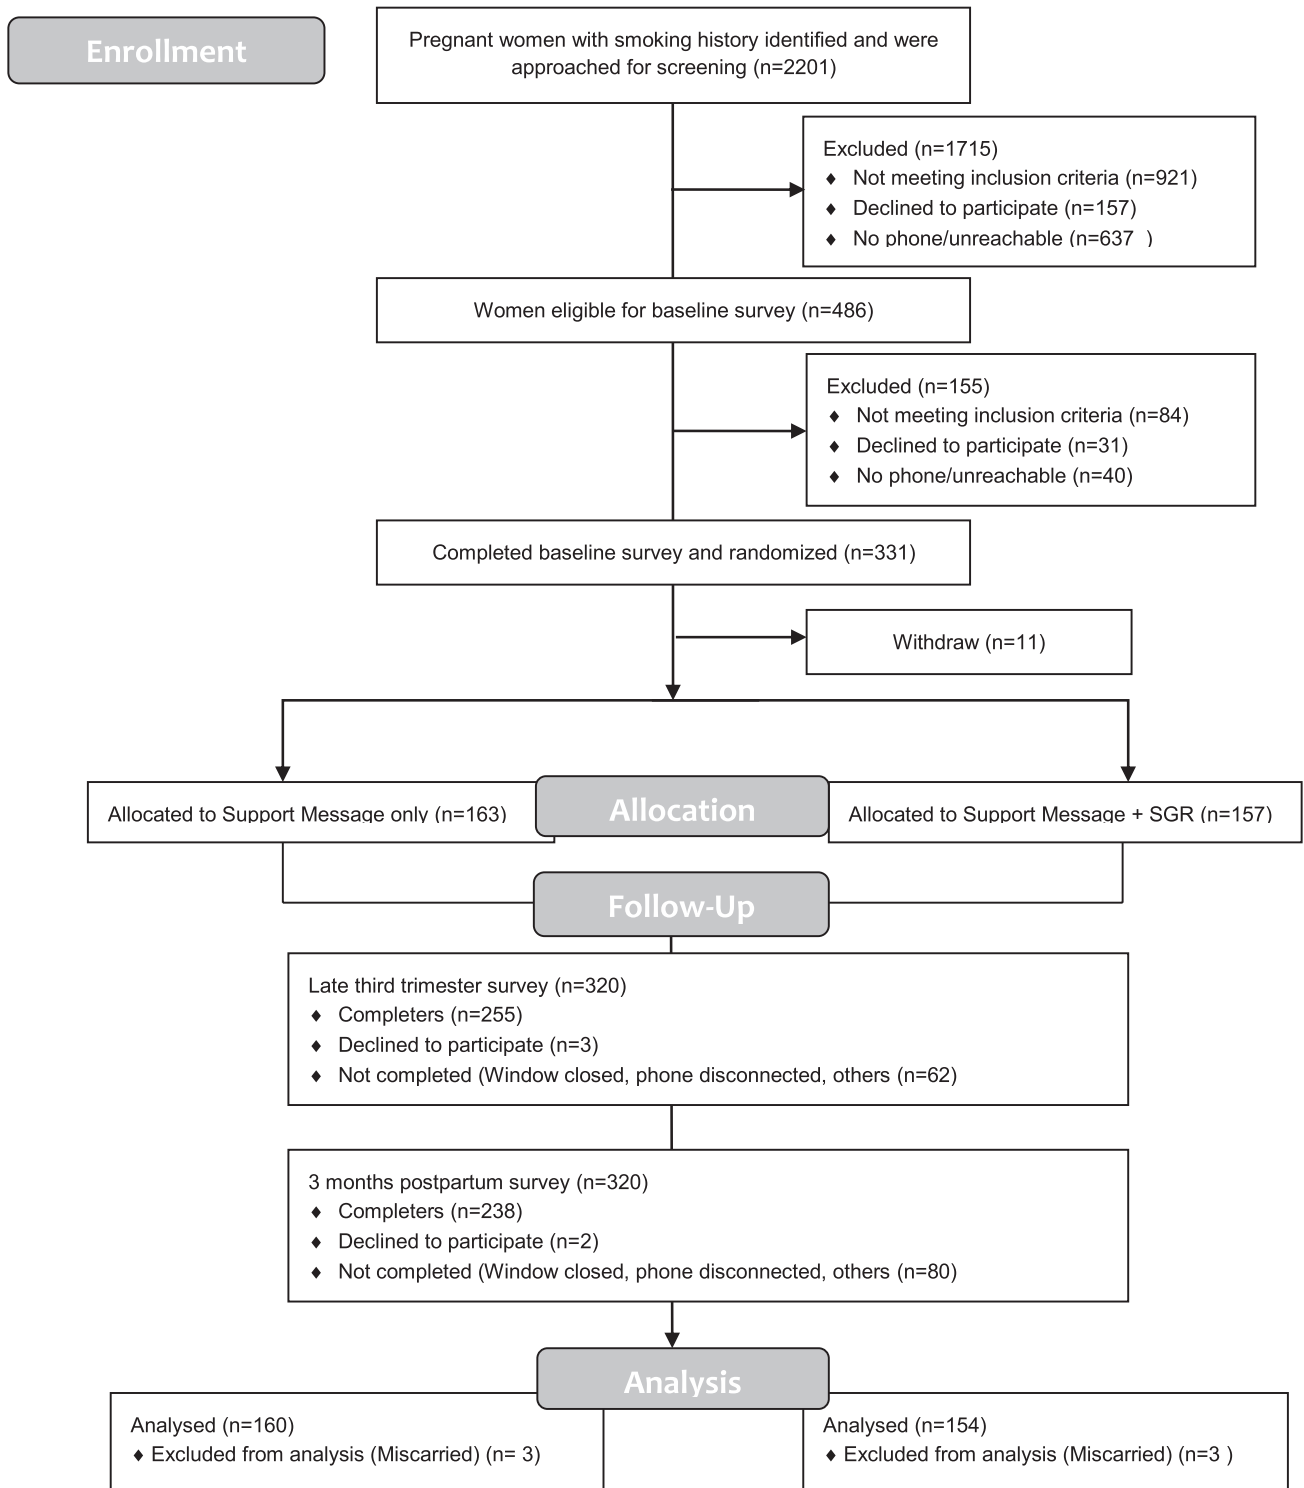 Enrollment
Pregnant women with smoking history identified and were
approached for screening (n=2201)
Excluded (n=1715)
♦ Not meeting inclusion criteria (n=921)
♦ Declined to participate (n=157)
♦ No phone/unreachable (n=637 )
Women eligible for baseline survey (n=486)
Excluded (n=155)
♦ Not meeting inclusion criteria (n=84)
♦ Declined to participate (n=31)
♦ No phone/unreachable (n=40)
Completed baseline survey and randomized (n=331)
Withdraw (n=11)
Allocated to Support Message only (n=163)
Allocation
Allocated to Support Message + SGR (n=157)
Follow-Up
Late third trimester survey (n=320)
♦ Completers (n=255)
♦ Declined to participate (n=3)
♦ Not completed (Window closed, phone disconnected, others (n=62)
3 months postpartum survey (n=320)
♦ Completers (n=238)
♦ Declined to participate (n=2)
♦ Not completed (Window closed, phone disconnected, others (n=80)
Analysis
Analysed (n=160)
♦ Excluded from analysis (Miscarried) (n= 3)
Analysed (n=154)
♦ Excluded from analysis (Miscarried) (n=3 )